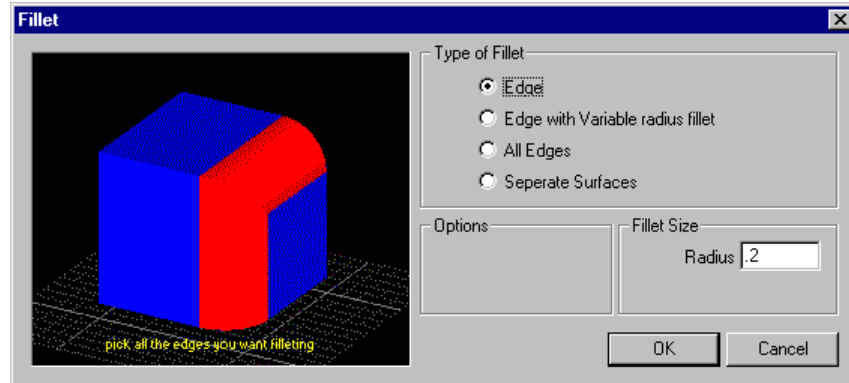 Fillet
pick all the edges you want filleting
Type of Fillet
Edge
Edge with Variable radius fillet
All Edges
Seperate Surfaces
Options
Fillet Size
Radius .2
OK Cancel